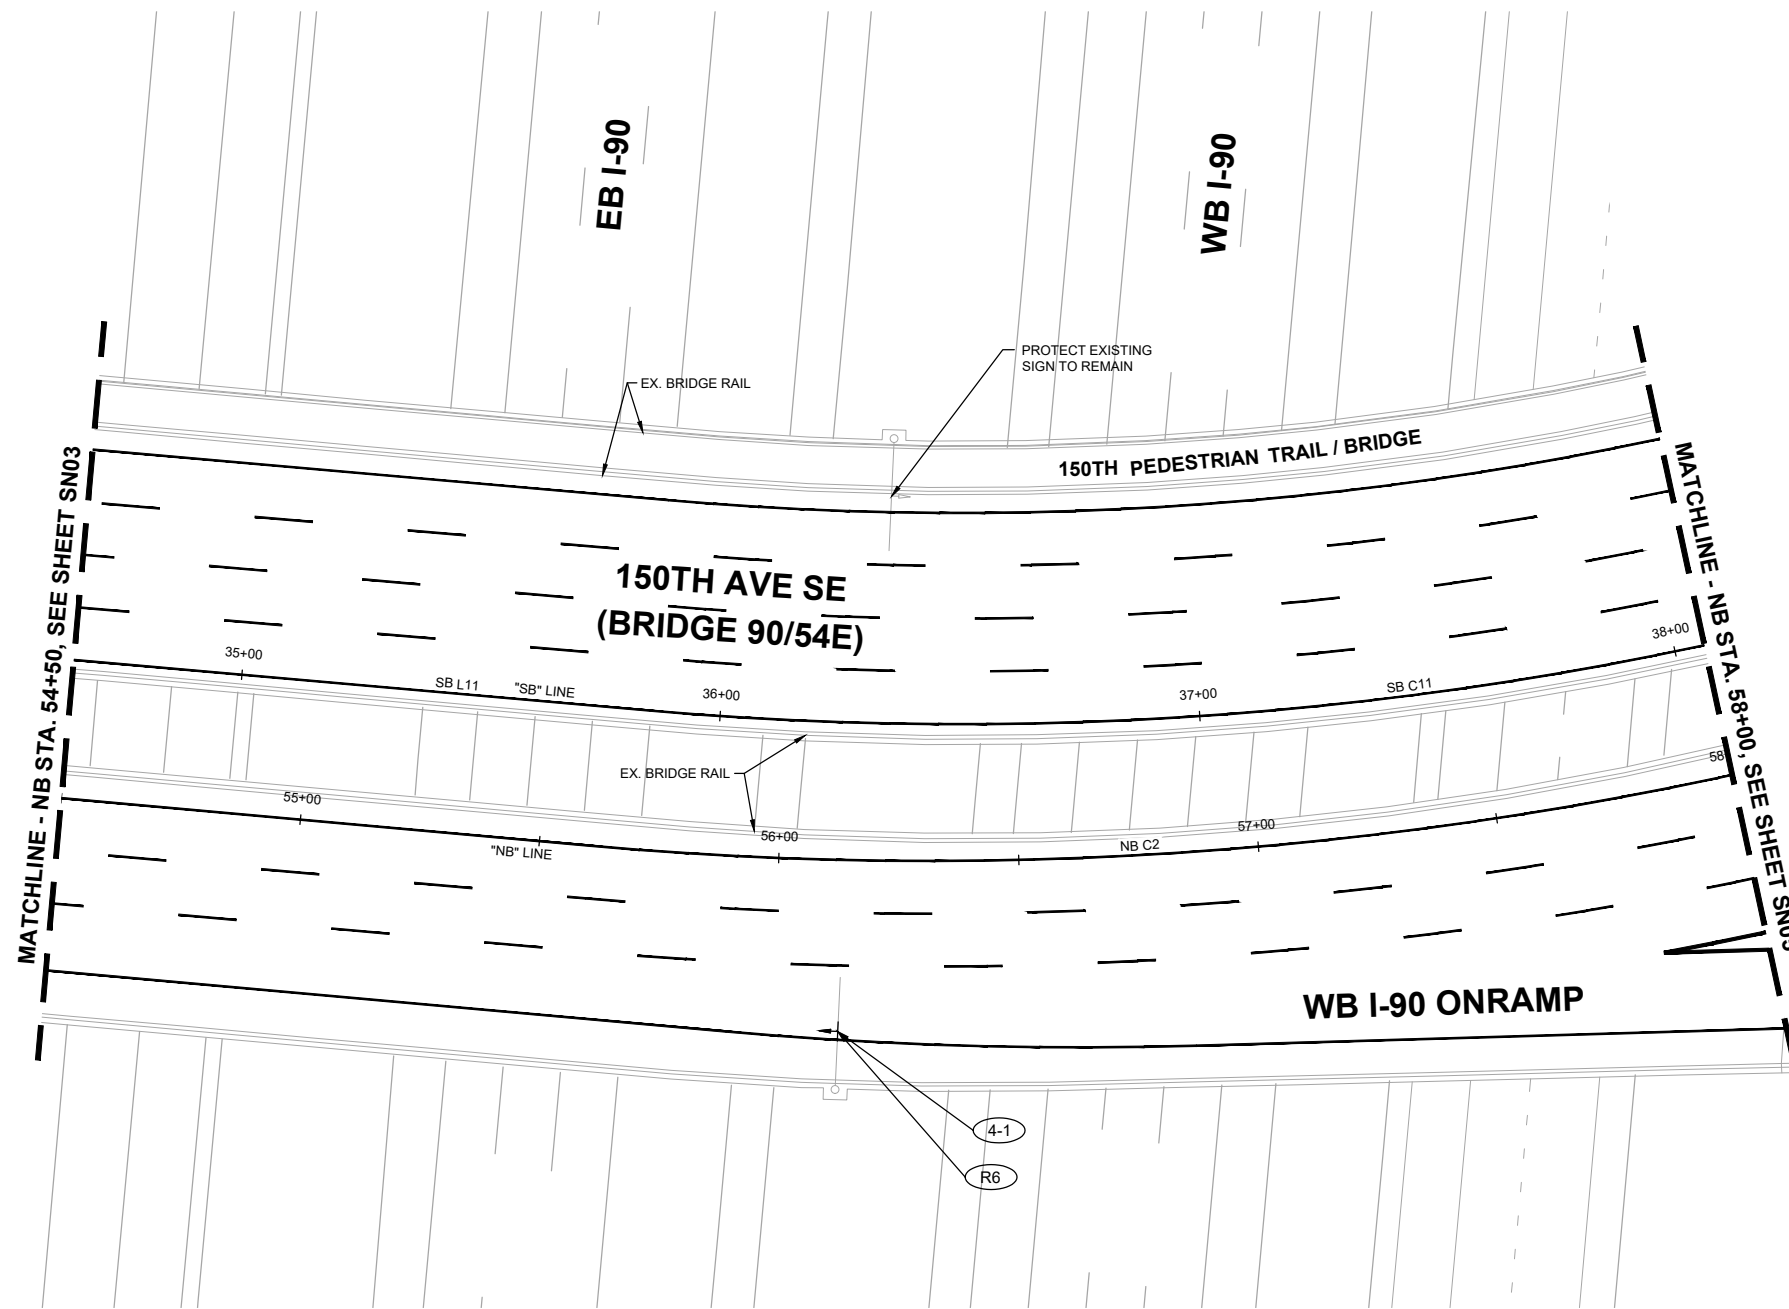 EB I-90
WB I-90
PROTECT EXISTING
SIGN TO REMAIN
EX. BRIDGE RAIL
150TH PEDESTRIAN TRAIL / BRIDGE
MATCHLINE - NB STA. 54+50, SEE SHEET SN03
MATCHLINE - NB STA. 58+00, SEE SHEET SN05
150TH AVE SE
(BRIDGE 90/54E)
35+00
SB L11
"SB" LINE
36+00
37+00
SB C11
38+00
EX. BRIDGE RAIL
58
55+00
"NB" LINE
56+00
NB C2
57+00
WB I-90 ONRAMP
4-1
R6